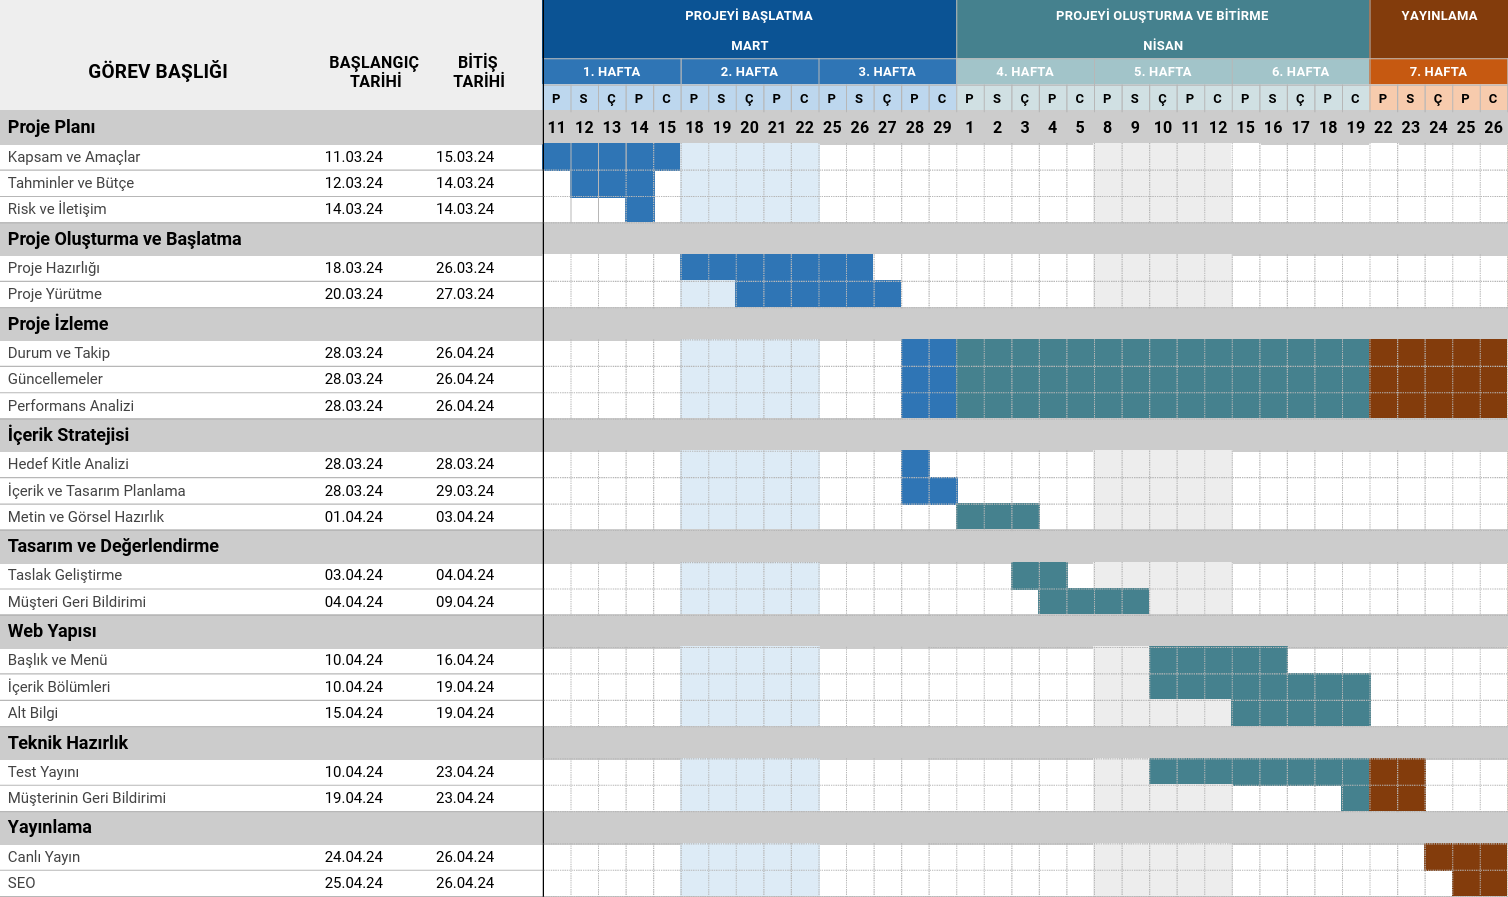 PROJEYİ BAŞLATMA PROJEYİ OLUŞTURMA VE BİTİRME YAYINLAMA
MART NİSAN
GÖREV BAŞLIĞI BAŞLANGIÇ TARİHİ BİTİŞ TARİHİ
1. HAFTA 2. HAFTA 3. HAFTA 4. HAFTA 5. HAFTA 6. HAFTA 7. HAFTA
P S Ç P C P S Ç P C P S Ç P C P S Ç P C P S Ç P C P S Ç P C P S Ç P C
Proje Planı 11 12 13 14 15 18 19 20 21 22 25 26 27 28 29 1 2 3 4 5 8 9 10 11 12 15 16 17 18 19 22 23 24 25 26
Kapsam ve Amaçlar 11.03.24 15.03.24
Tahminler ve Bütçe 12.03.24 14.03.24
Risk ve İletişim 14.03.24 14.03.24
Proje Oluşturma ve Başlatma
Proje Hazırlığı 18.03.24 26.03.24
Proje Yürütme 20.03.24 27.03.24
Proje İzleme
Durum ve Takip 28.03.24 26.04.24
Güncellemeler 28.03.24 26.04.24
Performans Analizi 28.03.24 26.04.24
İçerik Stratejisi
Hedef Kitle Analizi 28.03.24 28.03.24
İçerik ve Tasarım Planlama 28.03.24 29.03.24
Metin ve Görsel Hazırlık 01.04.24 03.04.24
Tasarım ve Değerlendirme
Taslak Geliştirme 03.04.24 04.04.24
Müşteri Geri Bildirimi 04.04.24 09.04.24
Web Yapısı
Başlık ve Menü 10.04.24 16.04.24
İçerik Bölümleri 10.04.24 19.04.24
Alt Bilgi 15.04.24 19.04.24
Teknik Hazırlık
Test Yayını 10.04.24 23.04.24
Müşterinin Geri Bildirimi 19.04.24 23.04.24
Yayınlama
Canlı Yayın 24.04.24 26.04.24
SEO 25.04.24 26.04.24